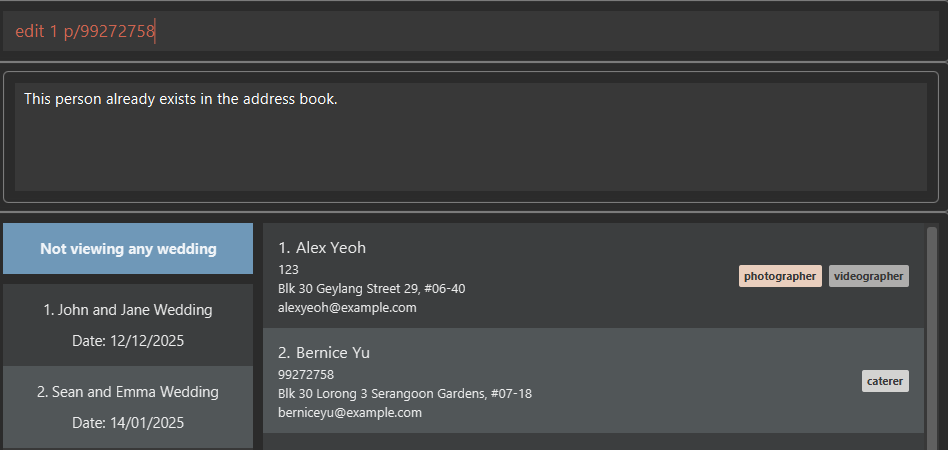 edit 1 p/99272758
This person already exists in the address book.
Not viewing any wedding
1. John and Jane Wedding
Date: 12/12/2025
2. Sean and Emma Wedding
Date: 14/01/2025
1. Alex Yeoh
123
Blk 30 Geylang Street 29, #06-40
alexyeoh@example.com
photographer videographer
2. Bernice Yu
99272758
Blk 30 Lorong 3 Serangoon Gardens, #07-18
berniceyu@example.com
caterer